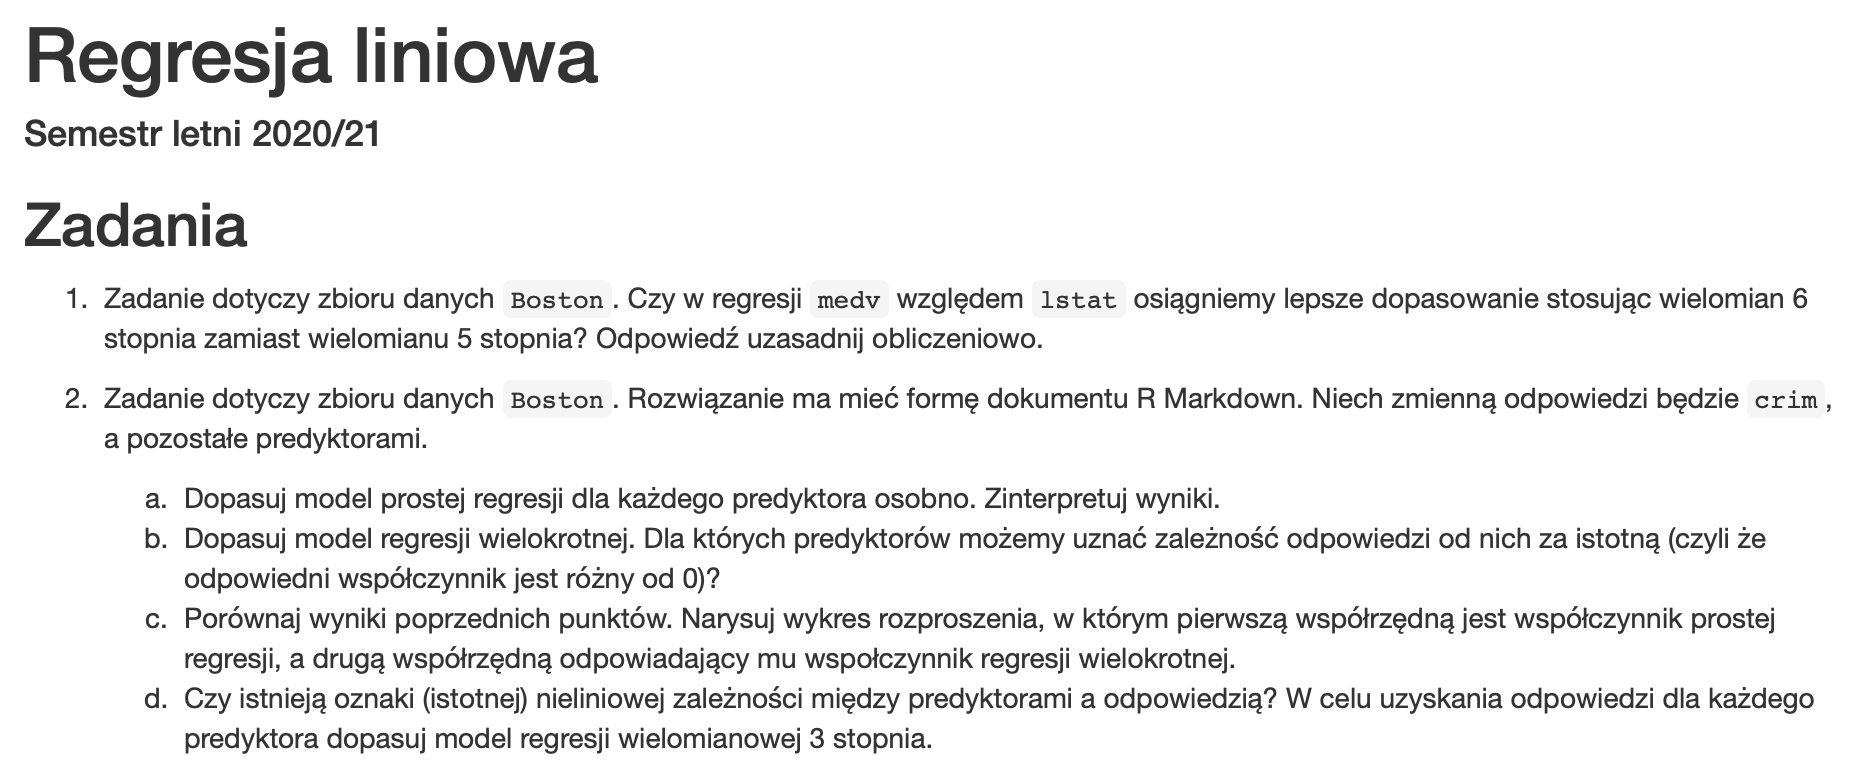 Regresja liniowa
Semestr letni 2020/21
Zadania
1. Zadanie dotyczy zbioru danych Boston. Czy w regresji medv względem lstat osiągniemy lepsze dopasowanie stosując wielomian 6
stopnia zamiast wielomianu 5 stopnia? Odpowiedź uzasadnij obliczeniowo.
2. Zadanie dotyczy zbioru danych Boston. Rozwiązanie ma mieć formę dokumentu R Markdown. Niech zmienną odpowiedzi będzie crim,
a pozostałe predyktorami.
a. Dopasuj model prostej regresji dla każdego predyktora osobno. Zinterpretuj wyniki.
b. Dopasuj model regresji wielokrotnej. Dla których predyktorów możemy uznać zależność odpowiedzi od nich za istotną (czyli że
odpowiedni współczynnik jest różny od 0)?
c. Porównaj wyniki poprzednich punktów. Narysuj wykres rozproszenia, w którym pierwszą współrzędną jest współczynnik prostej
regresji, a drugą współrzędną odpowiadający mu wspołczynnik regresji wielokrotnej.
d. Czy istnieją oznaki (istotnej) nieliniowej zależności między predyktorami a odpowiedzią? W celu uzyskania odpowiedzi dla każdego
predyktora dopasuj model regresji wielomianowej 3 stopnia.